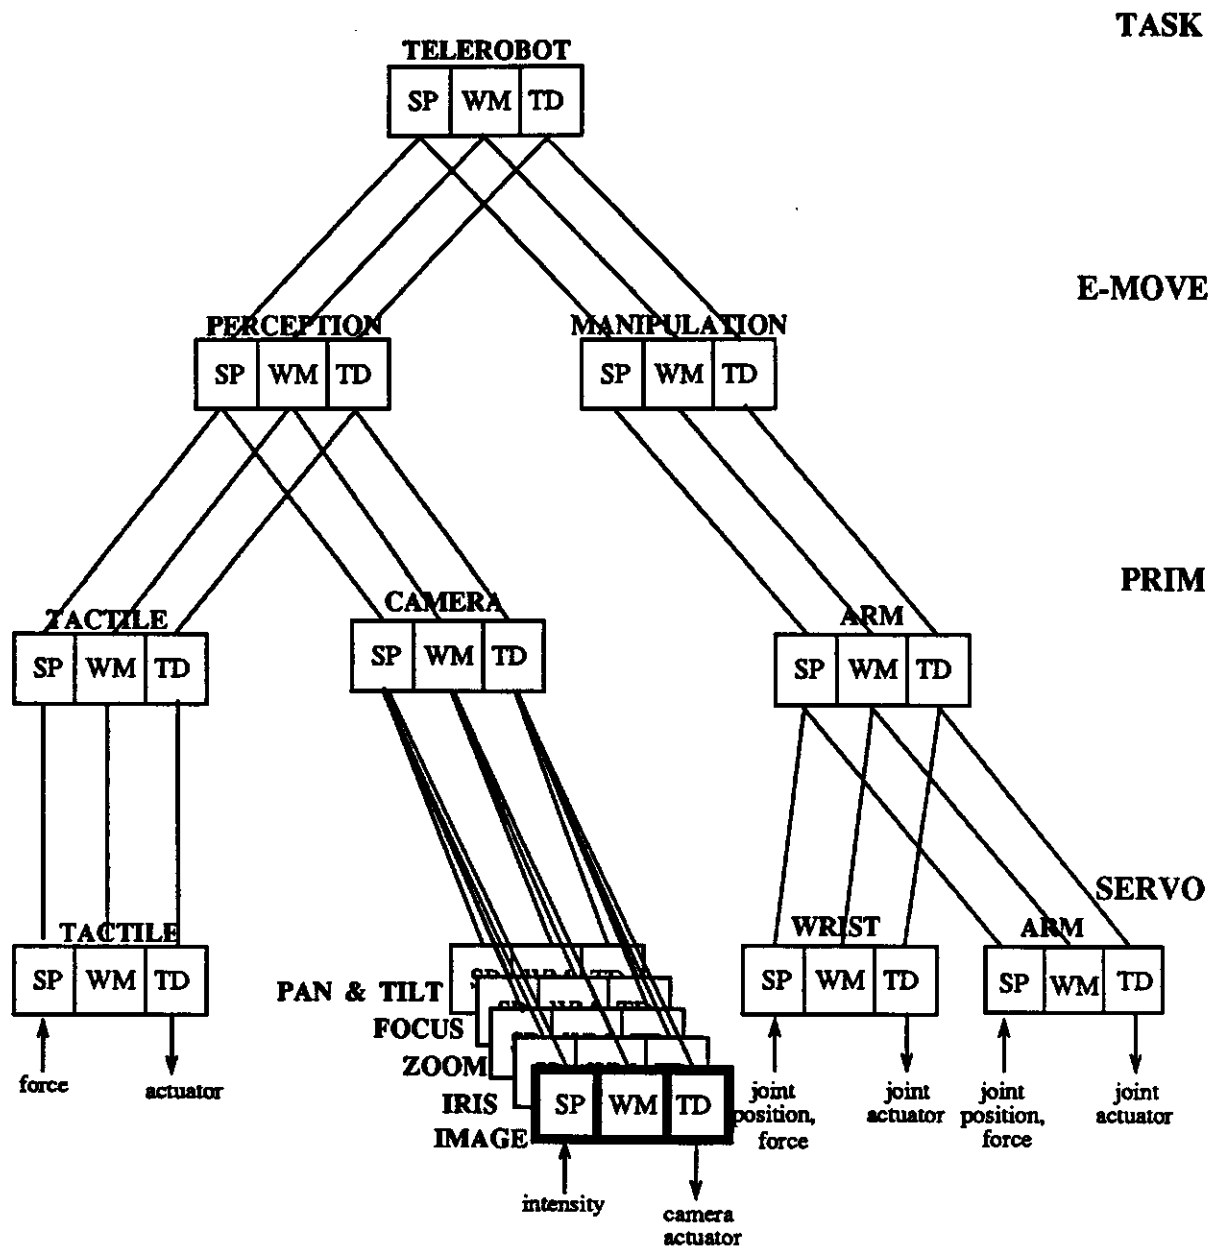 TASK
TELEROBOT
SP WM TD
E-MOVE
PERCEPTION MANIPULATION
SP WM TD SP WM TD
PRIM
TACTILE CAMERA ARM
SP WM TD SP WM TD SP WM TD
SERVO
TACTILE WRIST ARM
SP WM TD SP WM TD SP WM TD
PAN & TILT
FOCUS
ZOOM
IRIS
IMAGE
SP WM TD
force actuator
joint position, force
joint actuator
joint position, force
joint actuator
intensity
camera actuator